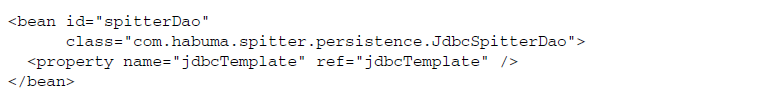 <bean id="spitterDao"
      class="com.habuma.spitter.persistence.JdbcSpitterDao">
  <property name="jdbcTemplate" ref="jdbcTemplate" />
</bean>